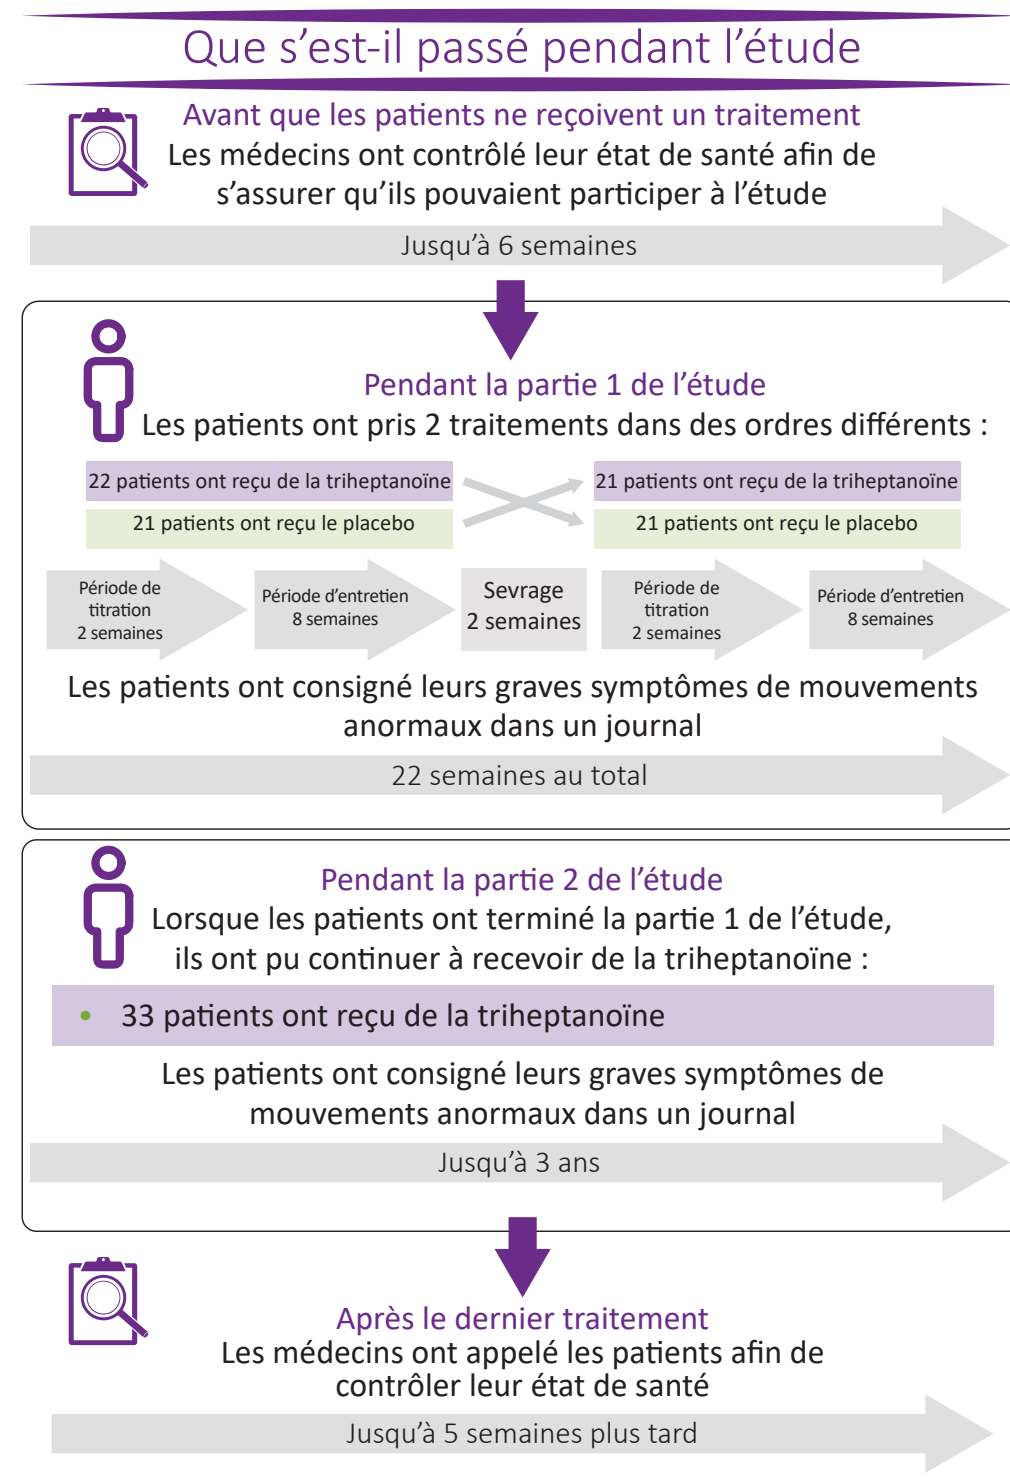 Que s’est-il passé pendant l’étude
Avant que les patients ne reçoivent un traitement
Les médecins ont contrôlé leur état de santé afin de
s’assurer qu’ils pouvaient participer à l’étude
Jusqu’à 6 semaines
Pendant la partie 1 de l’étude
Les patients ont pris 2 traitements dans des ordres différents :
22 patients ont reçu de la triheptanoïne
21 patients ont reçu de la triheptanoïne
21 patients ont reçu le placebo
21 patients ont reçu le placebo
Période de
titration
2 semaines
Période d’entretien
8 semaines
Sevrage
2 semaines
Période de
titration
2 semaines
Période d’entretien
8 semaines
Les patients ont consigné leurs graves symptômes de mouvements
anormaux dans un journal
22 semaines au total
Pendant la partie 2 de l’étude
Lorsque les patients ont terminé la partie 1 de l’étude,
ils ont pu continuer à recevoir de la triheptanoïne :
• 33 patients ont reçu de la triheptanoïne
Les patients ont consigné leurs graves symptômes de
mouvements anormaux dans un journal
Jusqu’à 3 ans
Après le dernier traitement
Les médecins ont appelé les patients afin de
contrôler leur état de santé
Jusqu’à 5 semaines plus tard